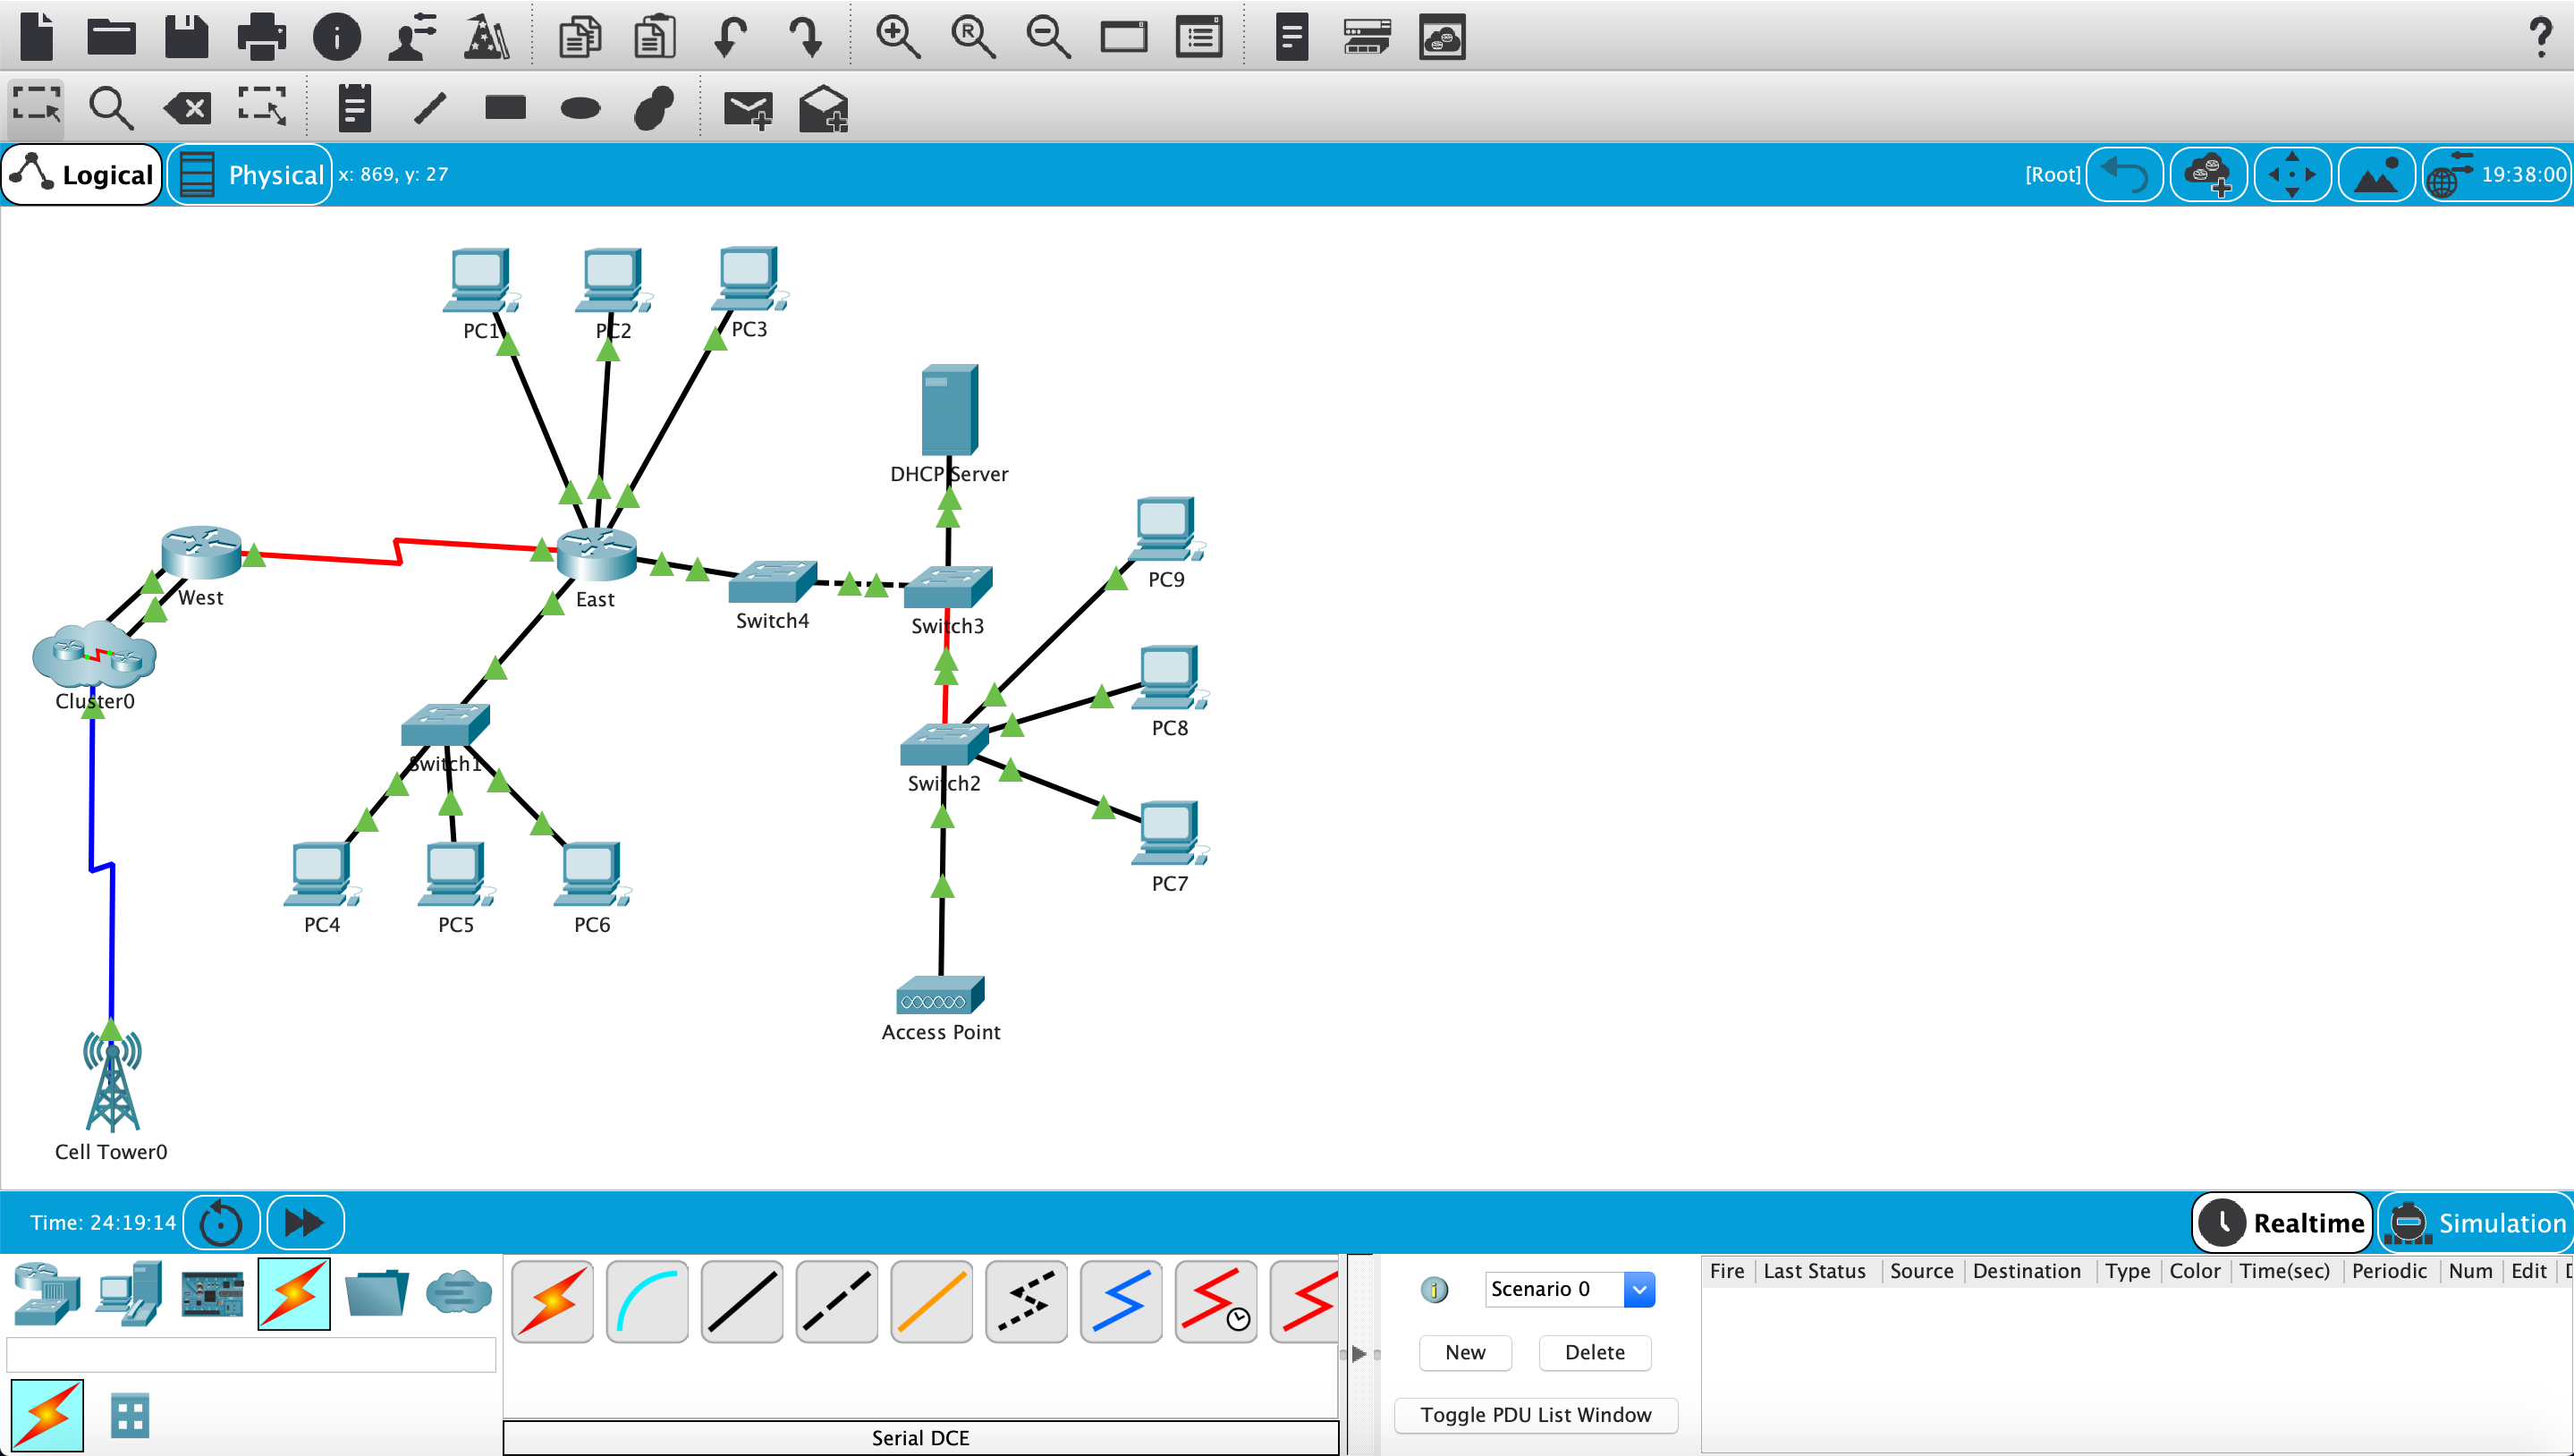 Logical Physical x: 869, y: 27 [Root] 19:38:00
PC1 PC2 PC3
DHCP Server
PC9
West East
Switch4 Switch3
Cluster0
PC8
Switch1 Switch2
PC7
PC4 PC5 PC6
Access Point
Cell Tower0
Time: 24:19:14 Realtime Simulation
Scenario 0
Fire Last Status Source Destination Type Color Time(sec) Periodic Num Edit
New Delete
Toggle PDU List Window
Serial DCE